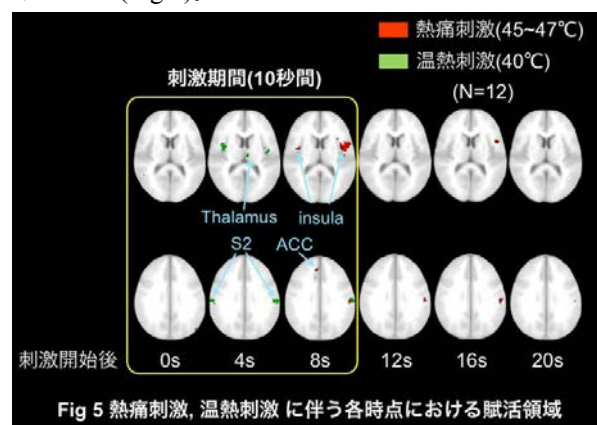 熱痛刺激(45~47℃)
温熱刺激(40℃)
刺激期間(10秒間)
(N=12)
Thalamus
insula
S2
ACC
刺激開始後 0s 4s 8s 12s 16s 20s
Fig 5 熱痛刺激, 温熱刺激 に伴う各時点における賦活領域